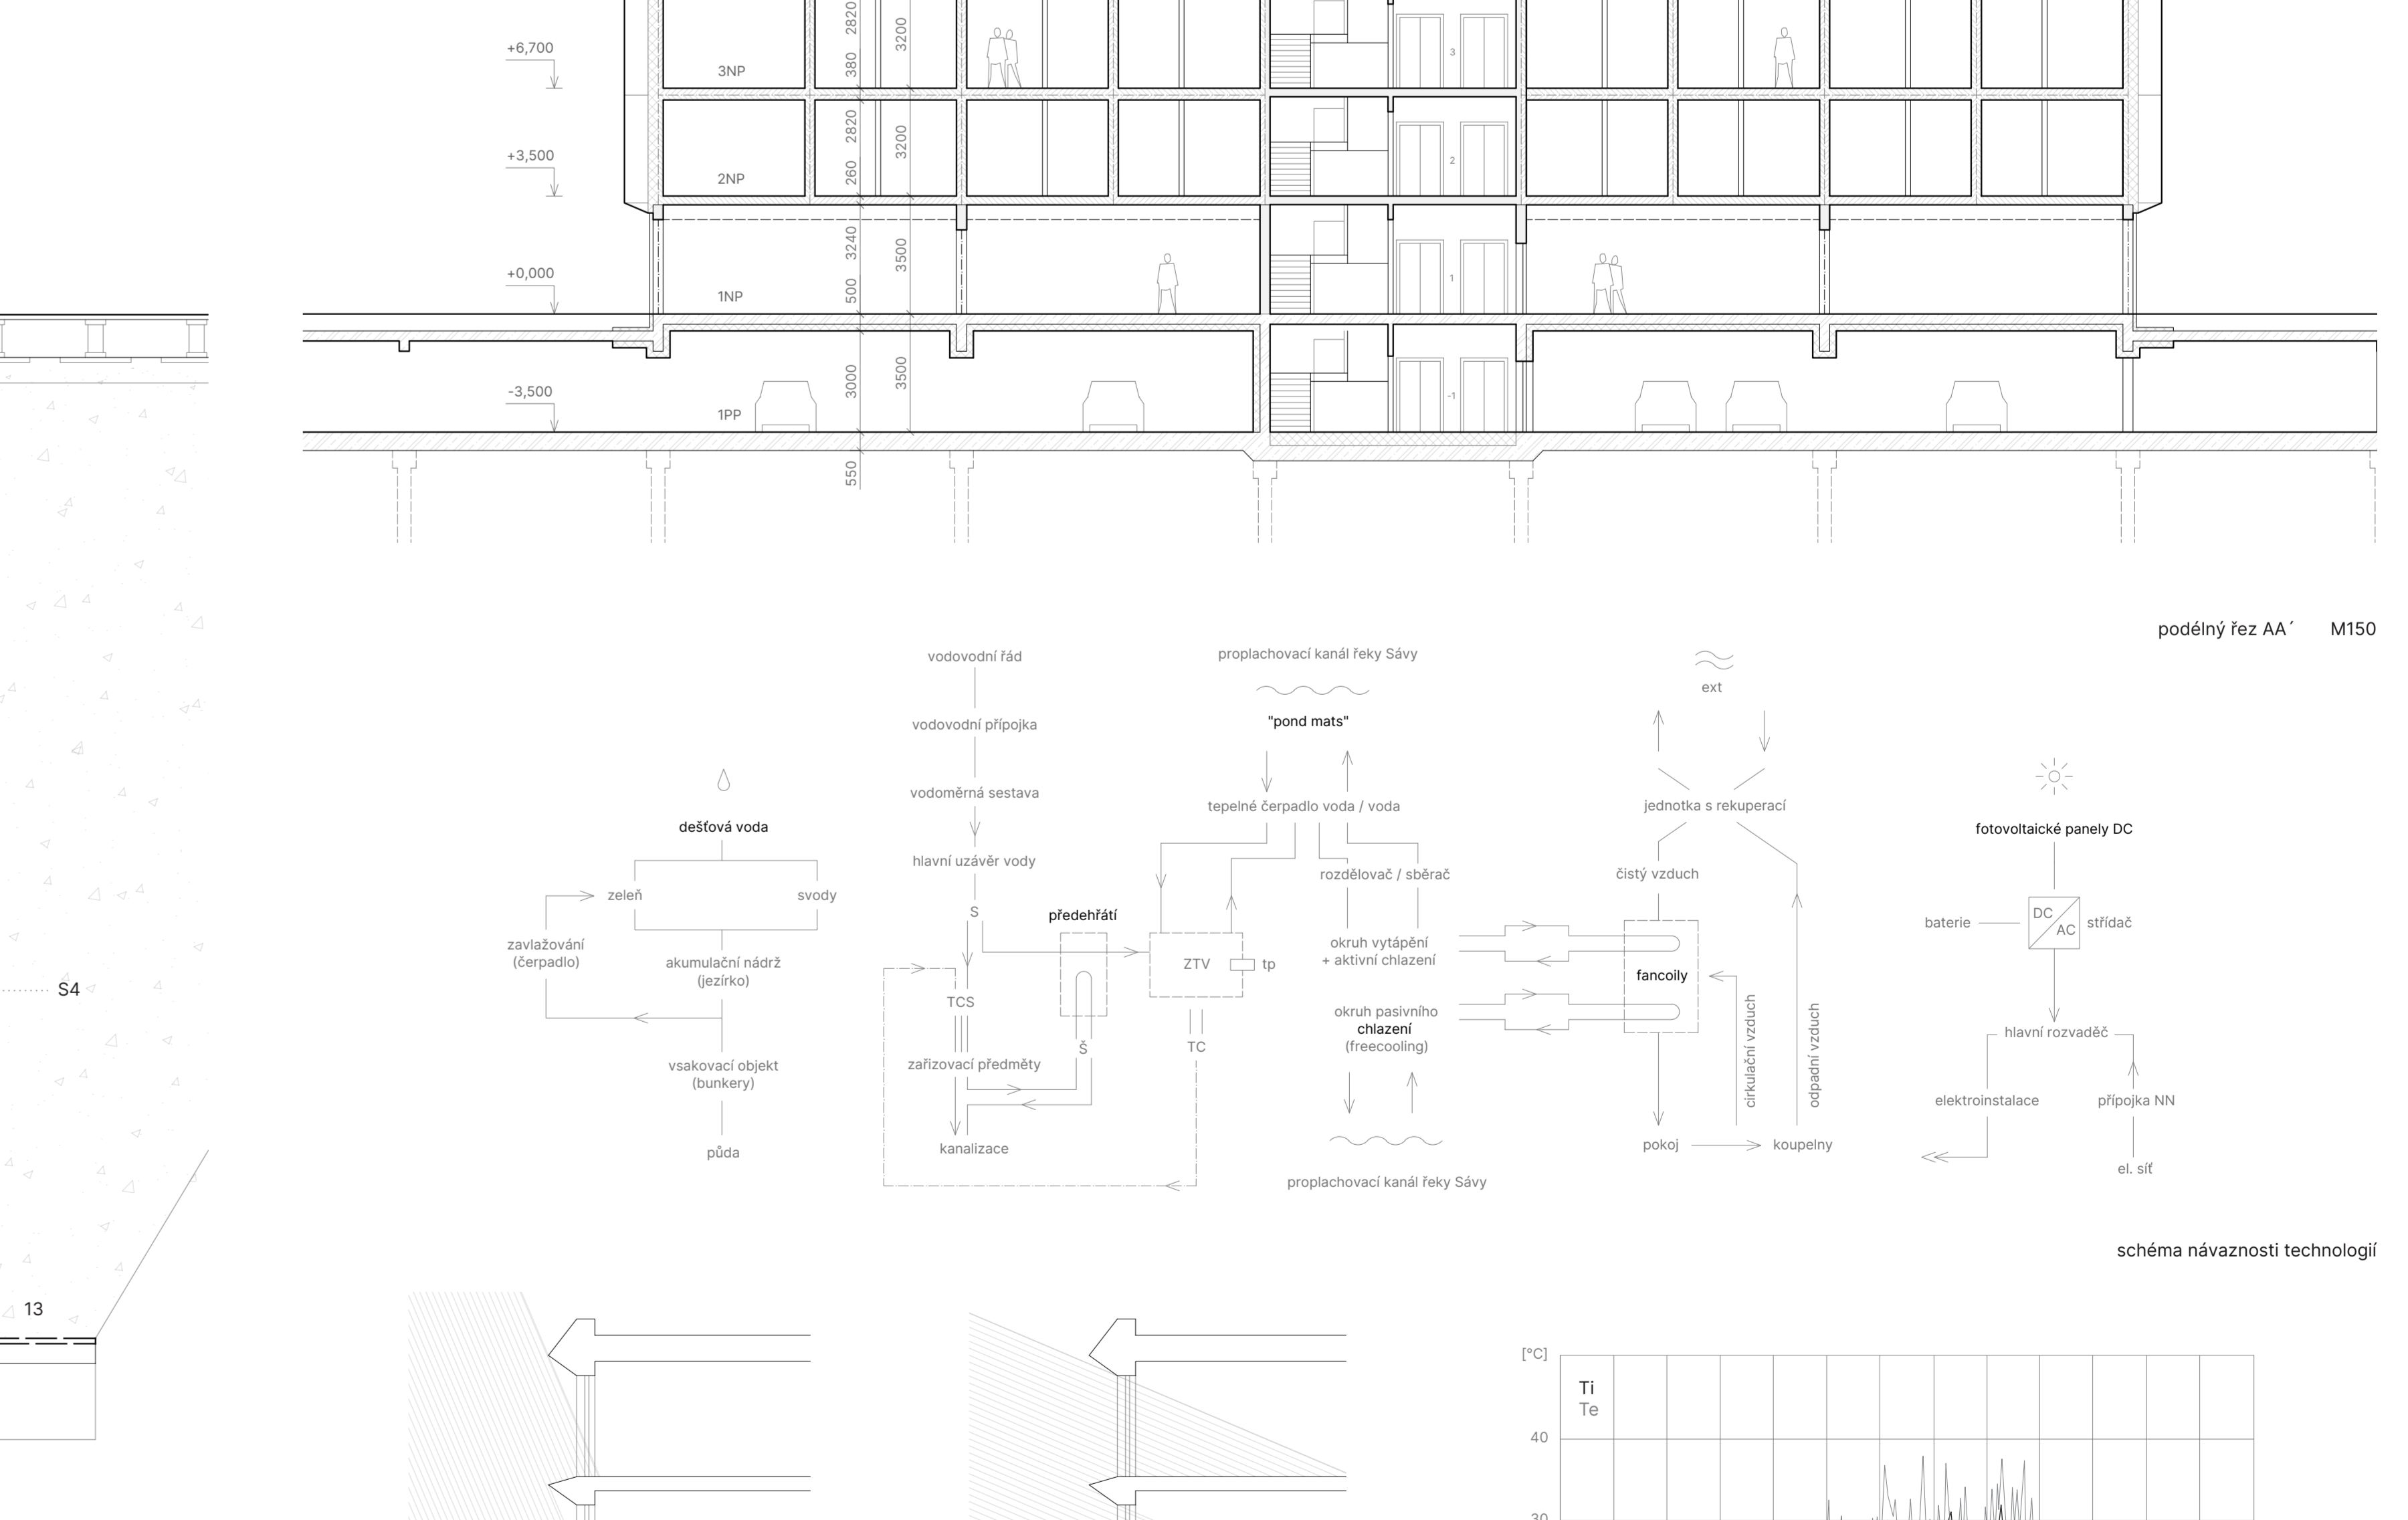 2820
3200
+6,700
380
3NP
3
2820
3200
+3,500
260
2NP
2
3240
3500
+0,000
500
1NP
1
3000
3500
-3,500
1PP
-1
550
podélný řez AA´ M150
vodovodní řád
vodovodní přípojka
vodoměrná sestava
hlavní uzávěr vody
S
TCS
zařizovací předměty
kanalizace
předehřátí
Š
ZTV
tp
TC
dešťová voda
zeleň
svody
zavlažování
(čerpadlo)
akumulační nádrž
(jezírko)
vsakovací objekt
(bunkery)
půda
proplachovací kanál řeky Sávy
"pond mats"
tepelné čerpadlo voda / voda
rozdělovač / sběrač
okruh vytápění
+ aktivní chlazení
okruh pasivního
chlazení
(freecooling)
proplachovací kanál řeky Sávy
ext
jednotka s rekuperací
čistý vzduch
fancoily
cirkulační vzduch
odpadní vzduch
pokoj
koupelny
fotovoltaické panely DC
baterie
DC
AC
střídač
hlavní rozvaděč
elektroinstalace
přípojka NN
el. síť
schéma návaznosti technologií
S4
13
[°C]
Ti
Te
40
30